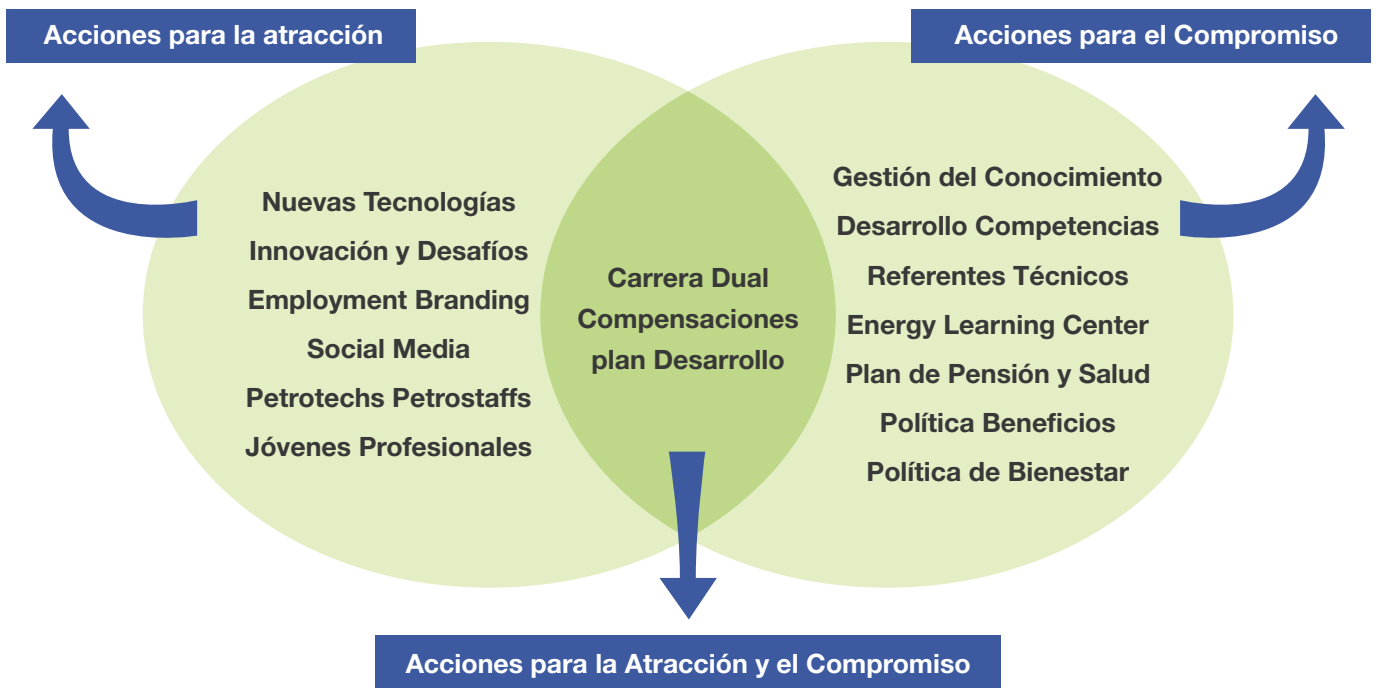 Acciones para la atracción
Acciones para el Compromiso
Nuevas Tecnologías
Innovación y Desafíos
Employment Branding
Social Media
Petrotechs Petrostaffs
Jóvenes Profesionales
Carrera Dual
Compensaciones
plan Desarrollo
Gestión del Conocimiento
Desarrollo Competencias
Referentes Técnicos
Energy Learning Center
Plan de Pensión y Salud
Política Beneficios
Política de Bienestar
Acciones para la Atracción y el Compromiso